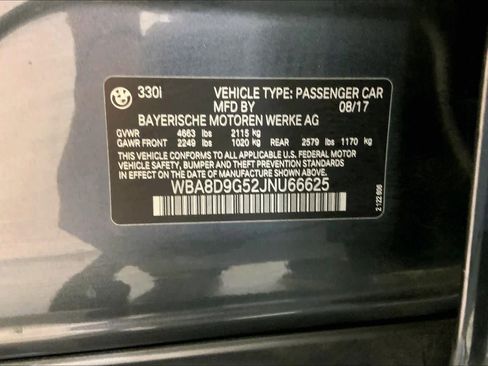 330i VEHICLE TYPE: PASSENGER CAR
MFD BY 08/17
BAYERISCHE MOTOREN WERKE AG
GVWR 4663 lbs 2115 kg
GAWR FRONT 2249 lbs 1020 kg REAR 2579 lbs 1170 kg
THIS VEHICLE CONFORMS TO ALL APPLICABLE U.S. FEDERAL MOTOR
VEHICLE SAFETY, BUMPER AND THEFT PREVENTION STANDARDS IN
EFFECT ON THE DATE OF MANUFACTURE SHOWN ABOVE.
WBA8D9G52JNU66625